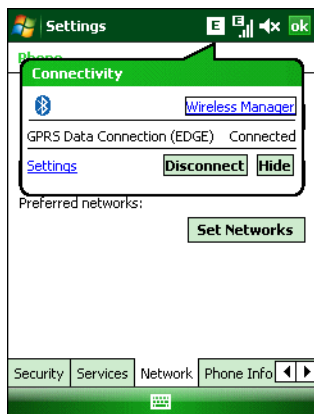 Settings E E ok
Phone
Connectivity
Wireless Manager
GPRS Data Connection (EDGE) Connected
Settings Disconnect Hide
Preferred networks:
Set Networks
Security Services Network Phone Info